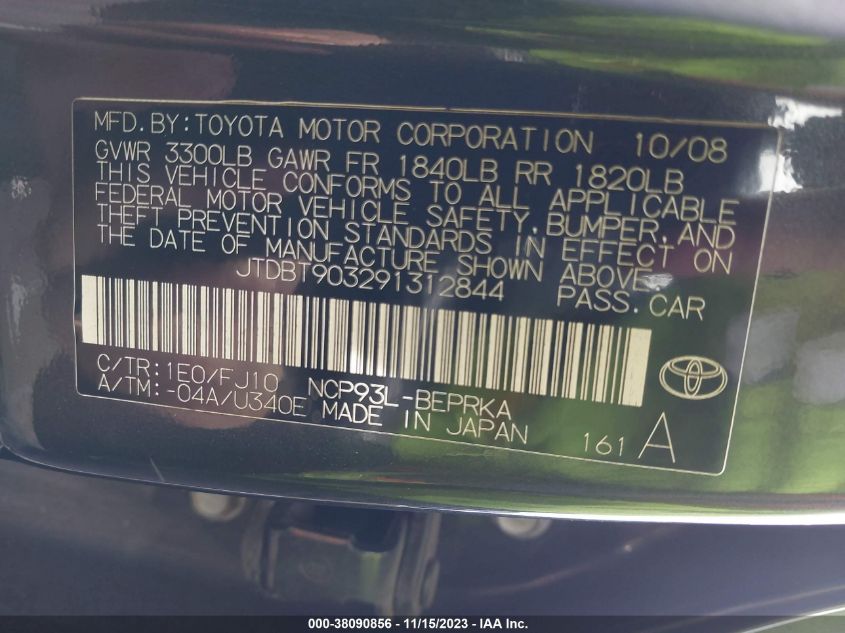 MFD.BY:TOYOTA MOTOR CORPORATION 10/08
GVWR 3300LB GAWR FR 1840LB RR 1820LB
THIS VEHICLE CONFORMS TO ALL APPLICABLE
FEDERAL MOTOR VEHICLE SAFETY,BUMPER,AND
THEFT PREVENTION STANDARDS IN EFFECT ON
THE DATE OF MANUFACTURE SHOWN ABOVE.
JTDBT903291312844 PASS.CAR
C/TR:1E0/FJ10 NCP93L-BEPRKA
A/TM:-04A/U340E MADE IN JAPAN 161 A
000-38090856 - 11/15/2023 - IAA Inc.